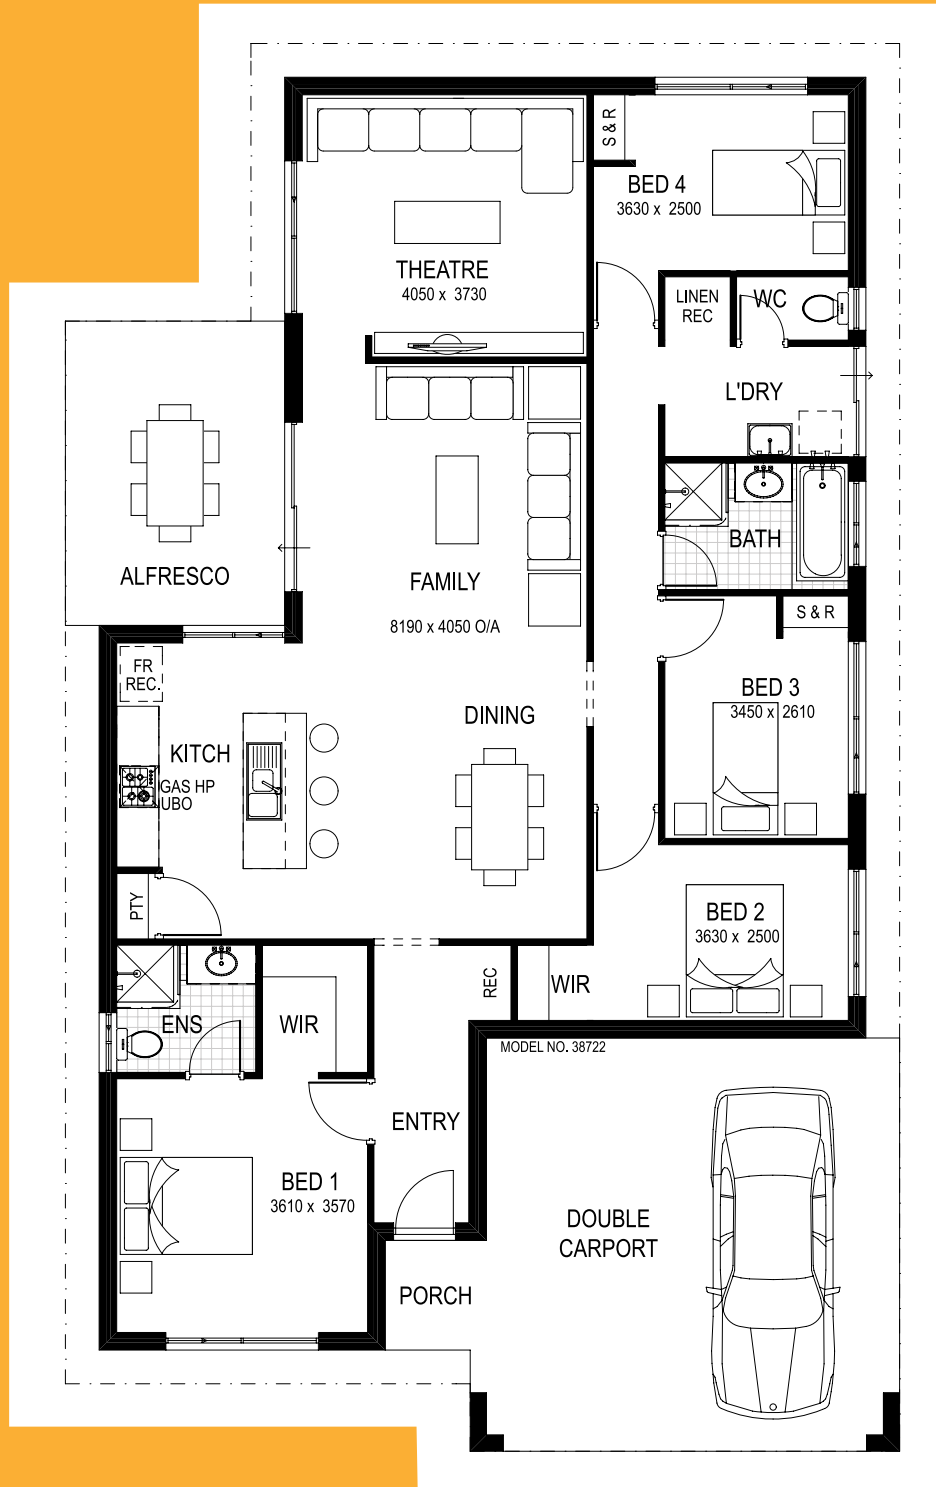 S & R
BED 4
3630 x 2500
THEATRE
4050 x 3730
LINEN
REC
WC
L'DRY
BATH
ALFRESCO
FAMILY
8190 x 4050 O/A
S & R
FR
REC.
BED 3
3450 x 2610
DINING
KITCH
GAS HP
UBO
PTY
BED 2
3630 x 2500
REC
WIR
ENS
WIR
MODEL NO. 38722
ENTRY
BED 1
3610 x 3570
DOUBLE
CARPORT
PORCH